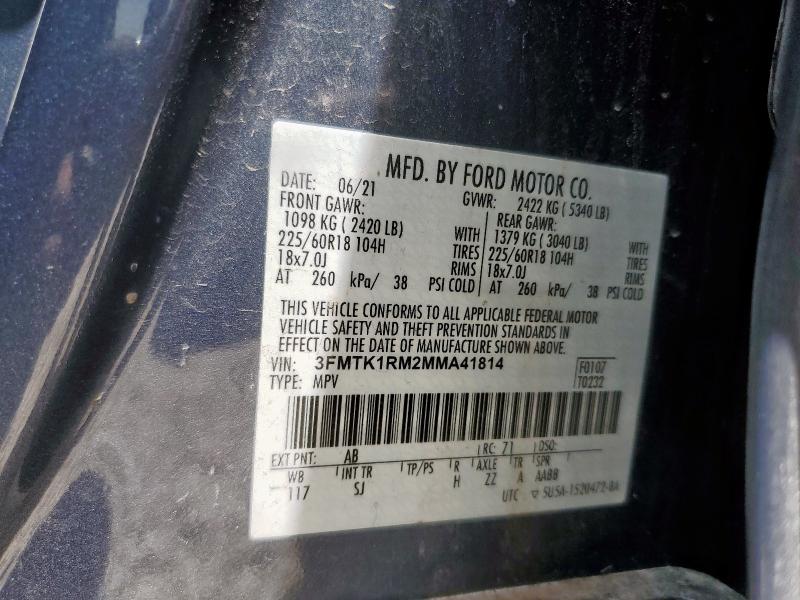 MFD. BY FORD MOTOR CO.
DATE: 06/21 GVWR: 2422 KG ( 5340 LB)
FRONT GAWR: REAR GAWR:
1098 KG ( 2420 LB) WITH 1379 KG ( 3040 LB) WITH
225/60R18 104H TIRES 225/60R18 104H TIRES
18x7.0J RIMS 18x7.0J RIMS
AT 260 kPa/ 38 PSI COLD AT 260 kPa/ 38 PSI COLD
THIS VEHICLE CONFORMS TO ALL APPLICABLE FEDERAL MOTOR
VEHICLE SAFETY AND THEFT PREVENTION STANDARDS IN
EFFECT ON THE DATE OF MANUFACTURE SHOWN ABOVE.
VIN: 3FMTK1RM2MMA41814 F0107
TYPE: MPV T0232
EXT PNT: AB RC: 71 DSO:
WB INT TR TP/PS R AXLE TR SPR
117 SJ H ZZ A AABB
UTC 5U5A-1520472-BA